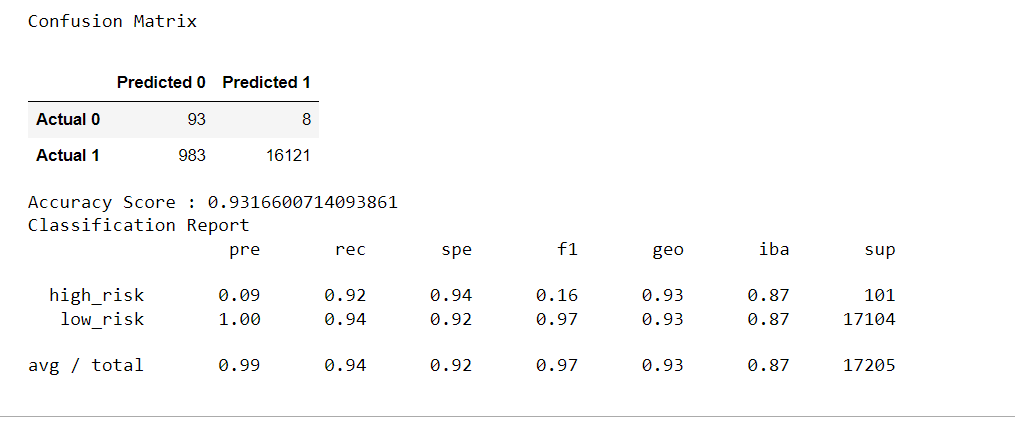 Confusion Matrix
Predicted 0 Predicted 1
Actual 0 93 8
Actual 1 983 16121
Accuracy Score : 0.9316600714093861
Classification Report
pre rec spe f1 geo iba sup
high_risk 0.09 0.92 0.94 0.16 0.93 0.87 101
low_risk 1.00 0.94 0.92 0.97 0.93 0.87 17104
avg / total 0.99 0.94 0.92 0.97 0.93 0.87 17205